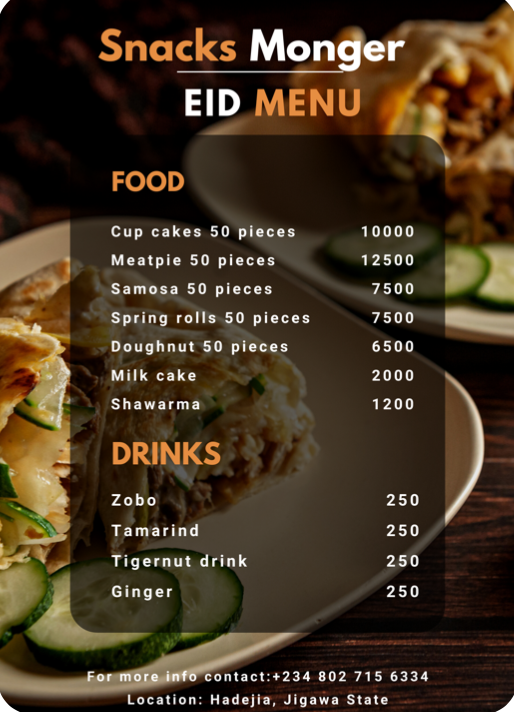 Snacks Monger
EID MENU
FOOD
Cup cakes 50 pieces 10000
Meatpie 50 pieces 12500
Samosa 50 pieces 7500
Spring rolls 50 pieces 7500
Doughnut 50 pieces 6500
Milk cake 2000
Shawarma 1200
DRINKS
Zobo 250
Tamarind 250
Tigernut drink 250
Ginger 250
For more info contact:+234 802 715 6334
Location: Hadejia, Jigawa State